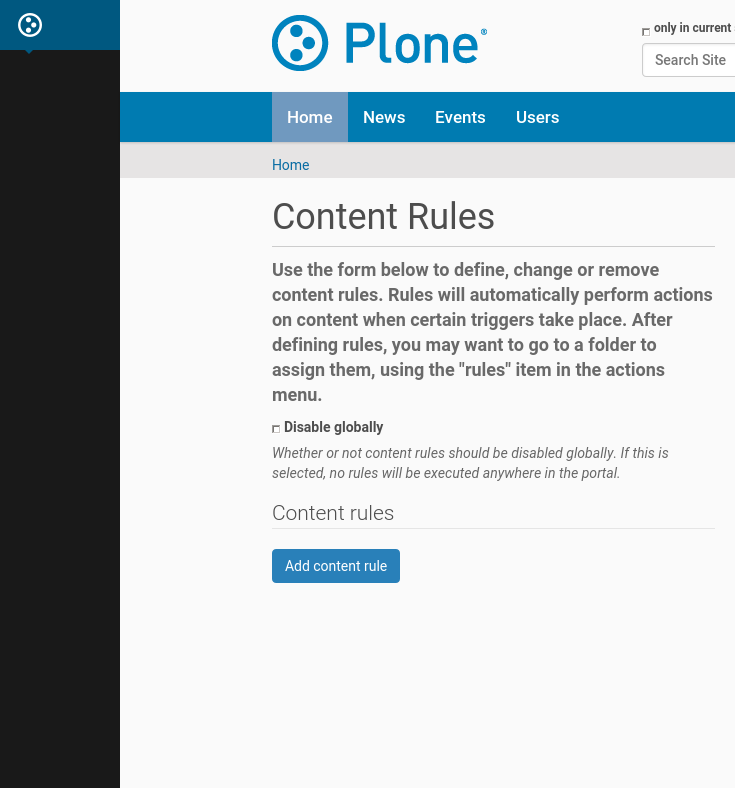 Plone®
only in current
Search Site
Home News Events Users
Home
Content Rules
Use the form below to define, change or remove
content rules. Rules will automatically perform actions
on content when certain triggers take place. After
defining rules, you may want to go to a folder to
assign them, using the "rules" item in the actions
menu.
Disable globally
Whether or not content rules should be disabled globally. If this is
selected, no rules will be executed anywhere in the portal.
Content rules
Add content rule